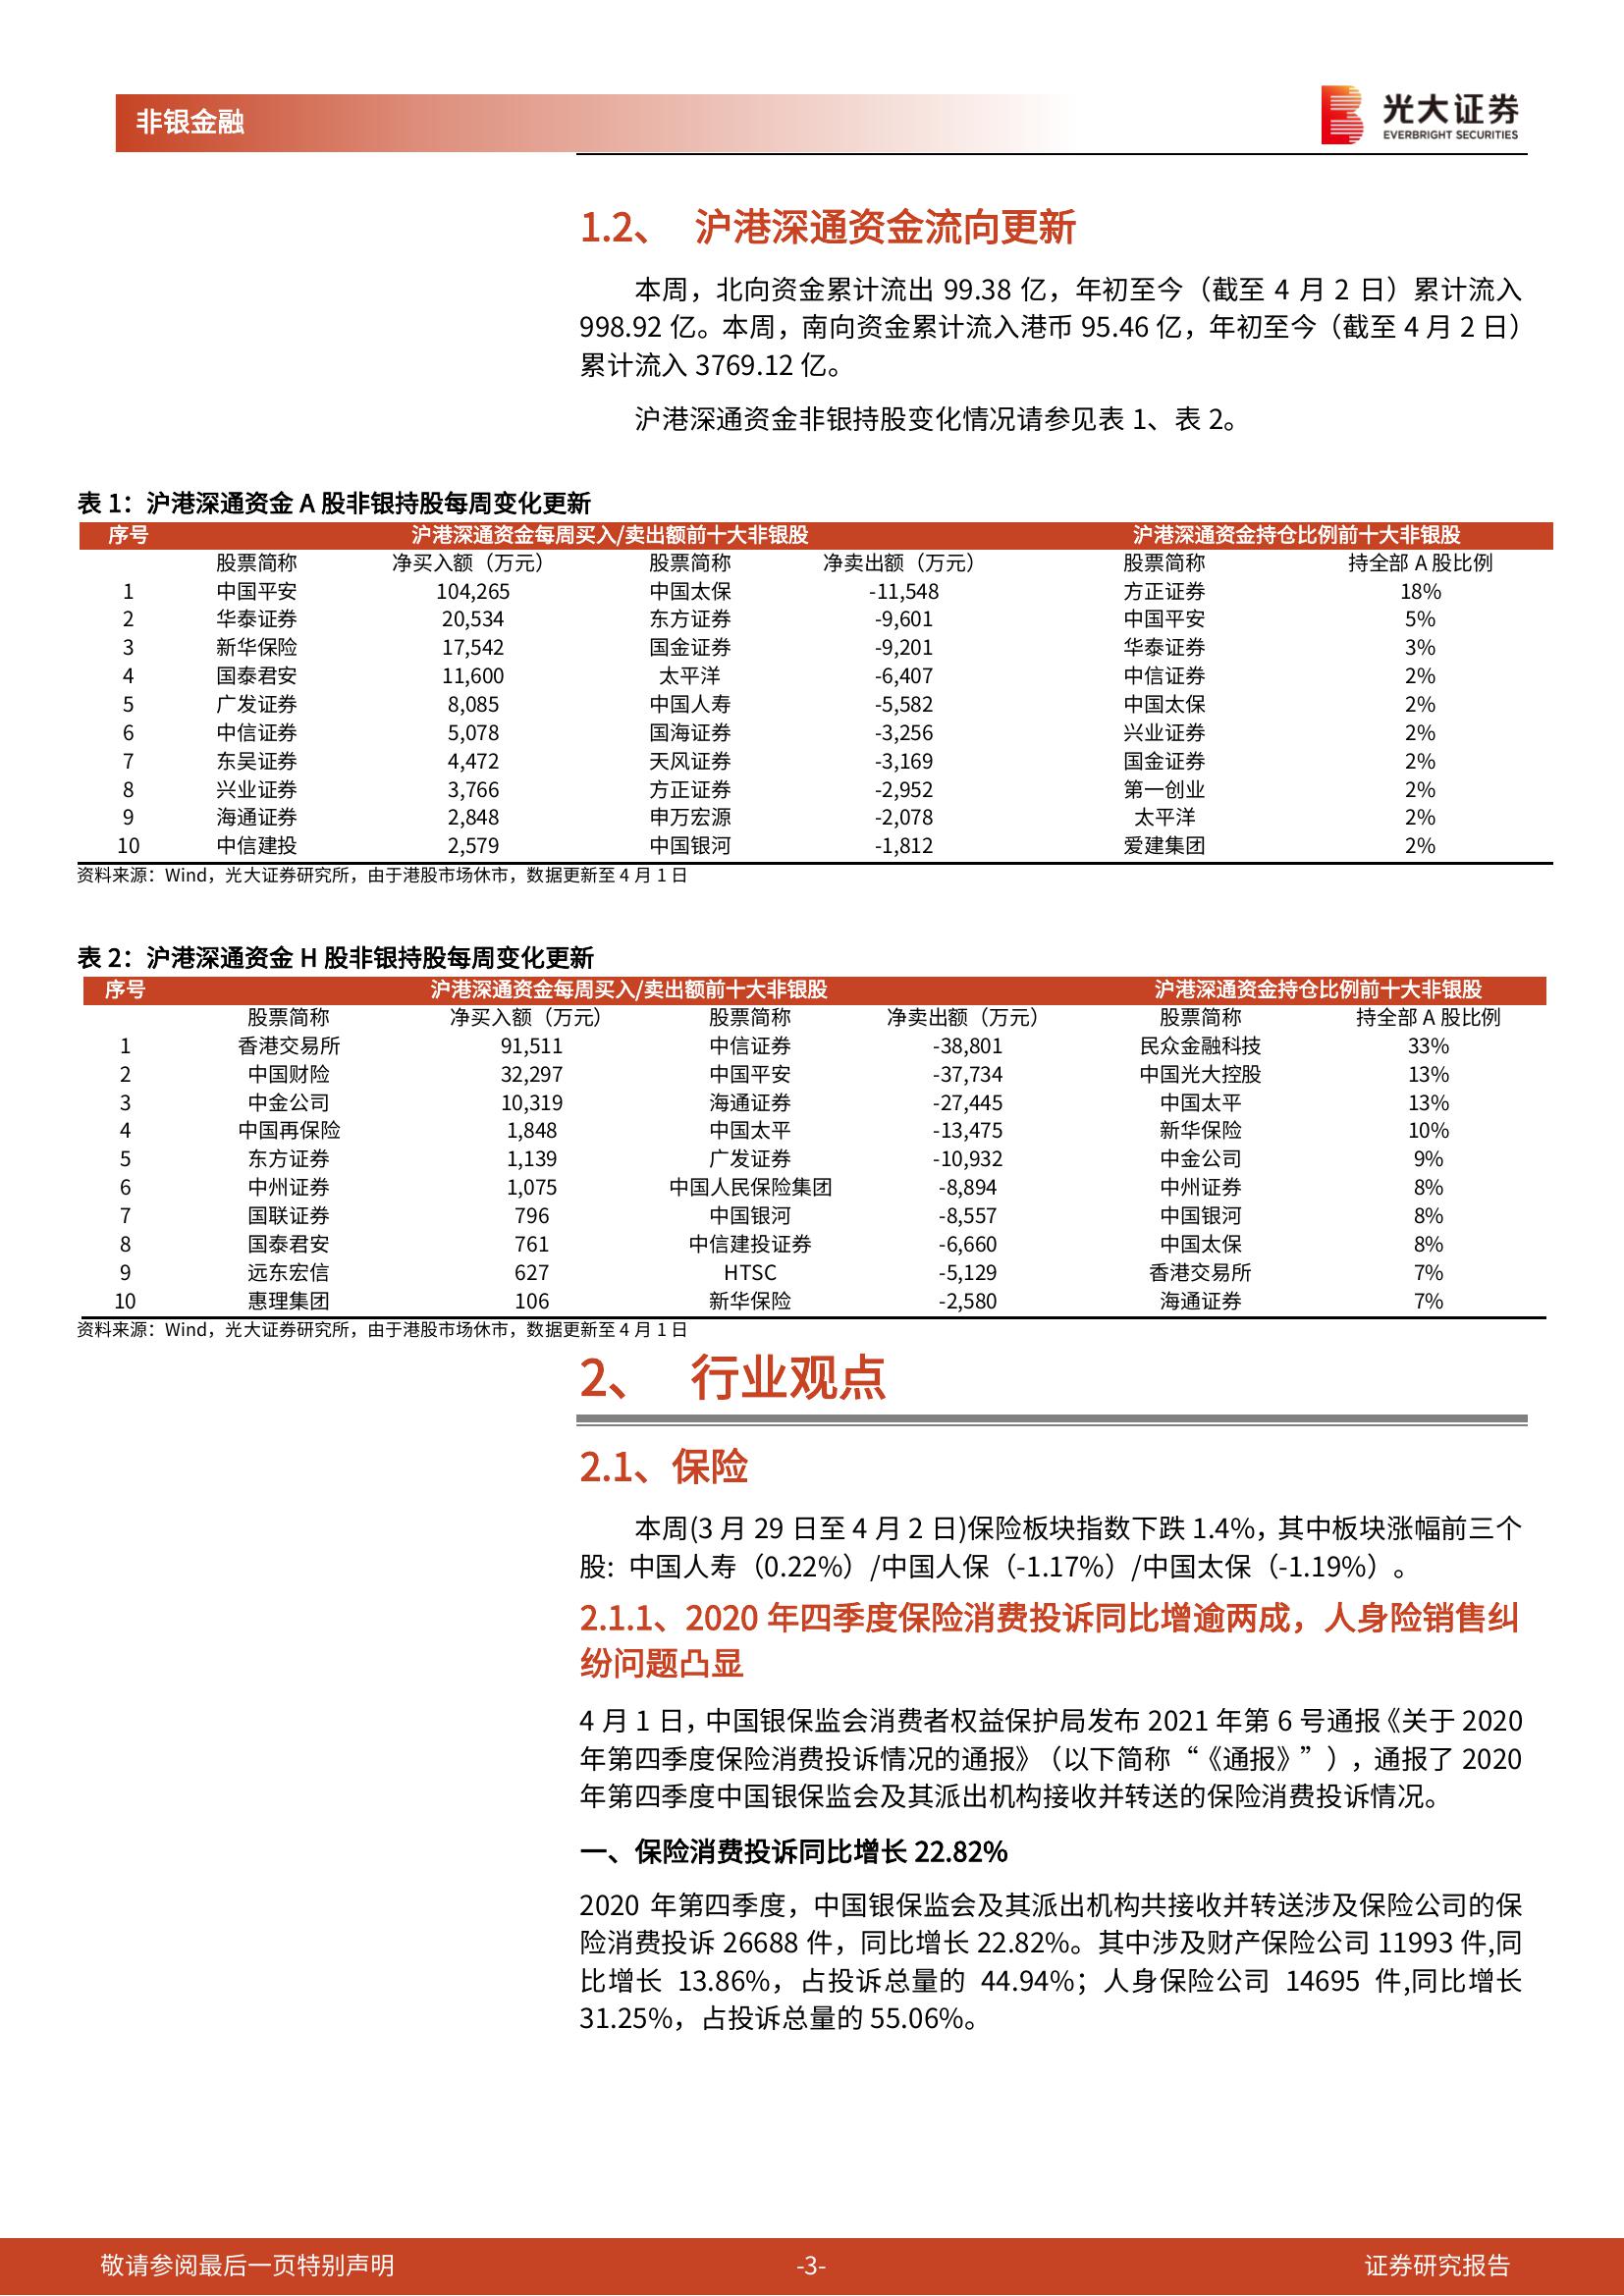 非银金融
光大证券
EVERBRIGHT SECURITIES
1.2、 沪港深通资金流向更新
本周，北向资金累计流出 99.38 亿，年初至今（截至 4 月 2 日）累计流入
998.92 亿。本周，南向资金累计流入港币 95.46 亿，年初至今（截至 4 月 2 日）
累计流入 3769.12 亿。
沪港深通资金非银持股变化情况请参见表 1、表 2。
表 1：沪港深通资金 A 股非银持股每周变化更新
序号 沪港深通资金每周买入/卖出额前十大非银股 沪港深通资金持仓比例前十大非银股
股票简称 净买入额（万元） 股票简称 净卖出额（万元） 股票简称 持全部 A 股比例
1 中国平安 104,265 中国太保 -11,548 方正证券 18%
2 华泰证券 20,534 东方证券 -9,601 中国平安 5%
3 新华保险 17,542 国金证券 -9,201 华泰证券 3%
4 国泰君安 11,600 太平洋 -6,407 中信证券 2%
5 广发证券 8,085 中国人寿 -5,582 中国太保 2%
6 中信证券 5,078 国海证券 -3,256 兴业证券 2%
7 东吴证券 4,472 天风证券 -3,169 国金证券 2%
8 兴业证券 3,766 方正证券 -2,952 第一创业 2%
9 海通证券 2,848 申万宏源 -2,078 太平洋 2%
10 中信建投 2,579 中国银河 -1,812 爱建集团 2%
资料来源：Wind，光大证券研究所，由于港股市场休市，数据更新至 4 月 1 日
表 2：沪港深通资金 H 股非银持股每周变化更新
序号 沪港深通资金每周买入/卖出额前十大非银股 沪港深通资金持仓比例前十大非银股
股票简称 净买入额（万元） 股票简称 净卖出额（万元） 股票简称 持全部 A 股比例
1 香港交易所 91,511 中信证券 -38,801 民众金融科技 33%
2 中国财险 32,297 中国平安 -37,734 中国光大控股 13%
3 中金公司 10,319 海通证券 -27,445 中国太平 13%
4 中国再保险 1,848 中国太平 -13,475 新华保险 10%
5 东方证券 1,139 广发证券 -10,932 中金公司 9%
6 中州证券 1,075 中国人民保险集团 -8,894 中州证券 8%
7 国联证券 796 中国银河 -8,557 中国银河 8%
8 国泰君安 761 中信建投证券 -6,660 中国太保 8%
9 远东宏信 627 HTSC -5,129 香港交易所 7%
10 惠理集团 106 新华保险 -2,580 海通证券 7%
资料来源：Wind，光大证券研究所，由于港股市场休市，数据更新至 4 月 1 日
2、 行业观点
2.1、保险
本周(3 月 29 日至 4 月 2 日)保险板块指数下跌 1.4%，其中板块涨幅前三个
股: 中国人寿（0.22%）/中国人保（-1.17%）/中国太保（-1.19%）。
2.1.1、2020 年四季度保险消费投诉同比增逾两成，人身险销售纠
纷问题凸显
4 月 1 日，中国银保监会消费者权益保护局发布 2021 年第 6 号通报《关于 2020
年第四季度保险消费投诉情况的通报》（以下简称“《通报》”），通报了 2020
年第四季度中国银保监会及其派出机构接收并转送的保险消费投诉情况。
一、保险消费投诉同比增长 22.82%
2020 年第四季度，中国银保监会及其派出机构共接收并转送涉及保险公司的保
险消费投诉 26688 件，同比增长 22.82%。其中涉及财产保险公司 11993 件,同
比增长 13.86%，占投诉总量的 44.94%；人身保险公司 14695 件,同比增长
31.25%，占投诉总量的 55.06%。
敬请参阅最后一页特别声明 -3- 证券研究报告